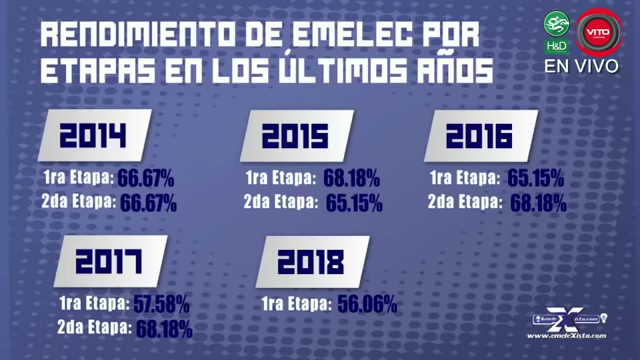 RENDIMIENTO DE EMELEC POR
ETAPAS EN LOS ÚLTIMOS AÑOS
H&D
VITO
EN VIVO
2014
1ra Etapa: 66.67%
2da Etapa: 66.67%
2015
1ra Etapa: 68.18%
2da Etapa: 65.15%
2016
1ra Etapa: 65.15%
2da Etapa: 68.18%
2017
1ra Etapa: 57.58%
2da Etapa: 68.18%
2018
1ra Etapa: 56.06%
www.emeleXista.com